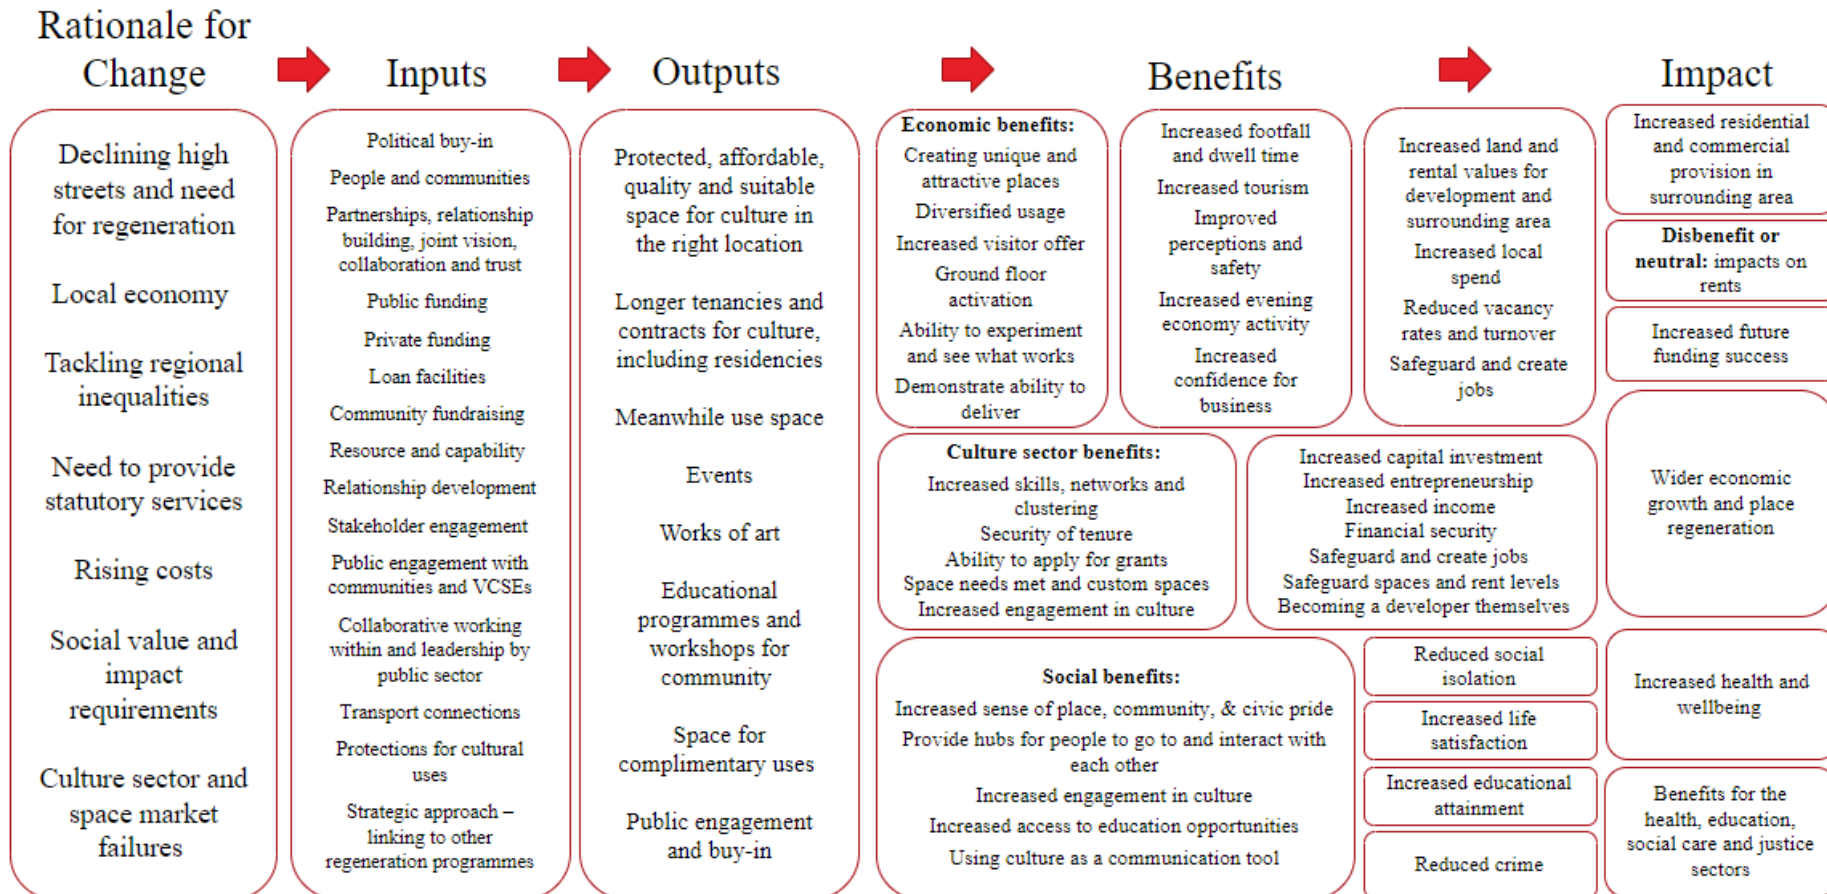 Rationale for
Change
Inputs
Outputs
Benefits
Impact
Declining high
streets and need
for regeneration
Local economy
Tackling regional
inequalities
Need to provide
statutory services
Rising costs
Social value and
impact
requirements
Culture sector and
space market
failures
Political buy-in
People and communities
Partnerships, relationship
building, joint vision,
collaboration and trust
Public funding
Private funding
Loan facilities
Community fundraising
Resource and capability
Relationship development
Stakeholder engagement
Public engagement with
communities and VCSEs
Collaborative working
within and leadership by
public sector
Transport connections
Protections for cultural
uses
Strategic approach –
linking to other
regeneration programmes
Protected, affordable,
quality and suitable
space for culture in
the right location
Longer tenancies and
contracts for culture,
including residencies
Meanwhile use space
Events
Works of art
Educational
programmes and
workshops for
community
Space for
complimentary uses
Public engagement
and buy-in
Economic benefits:
Creating unique and
attractive places
Diversified usage
Increased visitor offer
Ground floor
activation
Ability to experiment
and see what works
Demonstrate ability to
deliver
Increased footfall
and dwell time
Increased tourism
Improved
perceptions and
safety
Increased evening
economy activity
Increased
confidence for
business
Increased land and
rental values for
development and
surrounding area
Increased local
spend
Reduced vacancy
rates and turnover
Safeguard and create
jobs
Culture sector benefits:
Increased skills, networks and
clustering
Security of tenure
Ability to apply for grants
Space needs met and custom spaces
Increased engagement in culture
Increased capital investment
Increased entrepreneurship
Increased income
Financial security
Safeguard and create jobs
Safeguard spaces and rent levels
Becoming a developer themselves
Social benefits:
Increased sense of place, community, & civic pride
Provide hubs for people to go to and interact with
each other
Increased engagement in culture
Increased access to education opportunities
Using culture as a communication tool
Reduced social
isolation
Increased life
satisfaction
Increased educational
attainment
Reduced crime
Increased residential
and commercial
provision in
surrounding area
Disbenefit or
neutral: impacts on
rents
Increased future
funding success
Wider economic
growth and place
regeneration
Increased health and
wellbeing
Benefits for the
health, education,
social care and justice
sectors